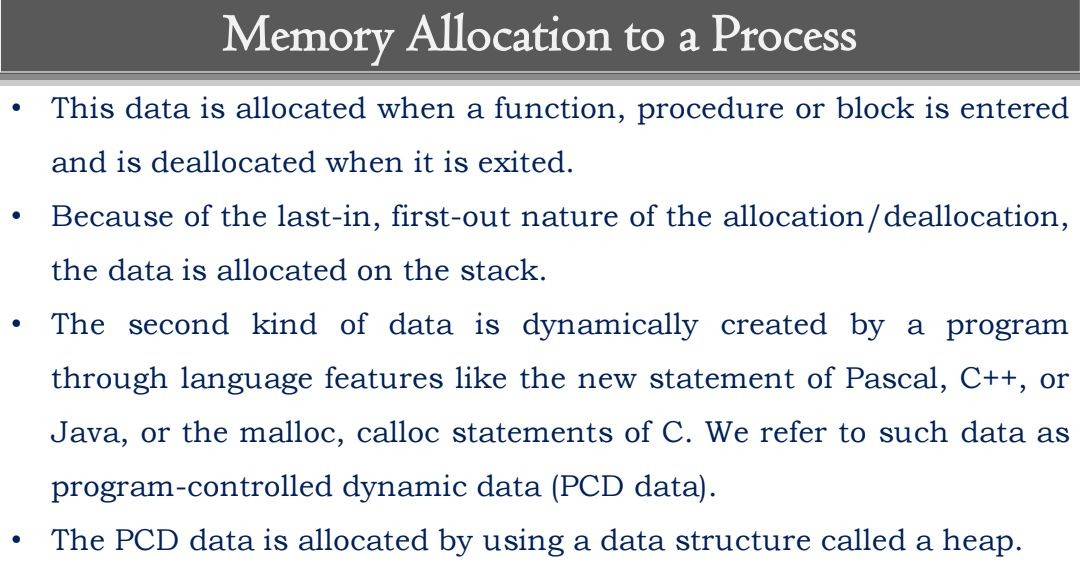 Memory Allocation to a Process
• This data is allocated when a function, procedure or block is entered
and is deallocated when it is exited.
• Because of the last-in, first-out nature of the allocation/deallocation,
the data is allocated on the stack.
• The second kind of data is dynamically created by a program
through language features like the new statement of Pascal, C++, or
Java, or the malloc, calloc statements of C. We refer to such data as
program-controlled dynamic data (PCD data).
• The PCD data is allocated by using a data structure called a heap.